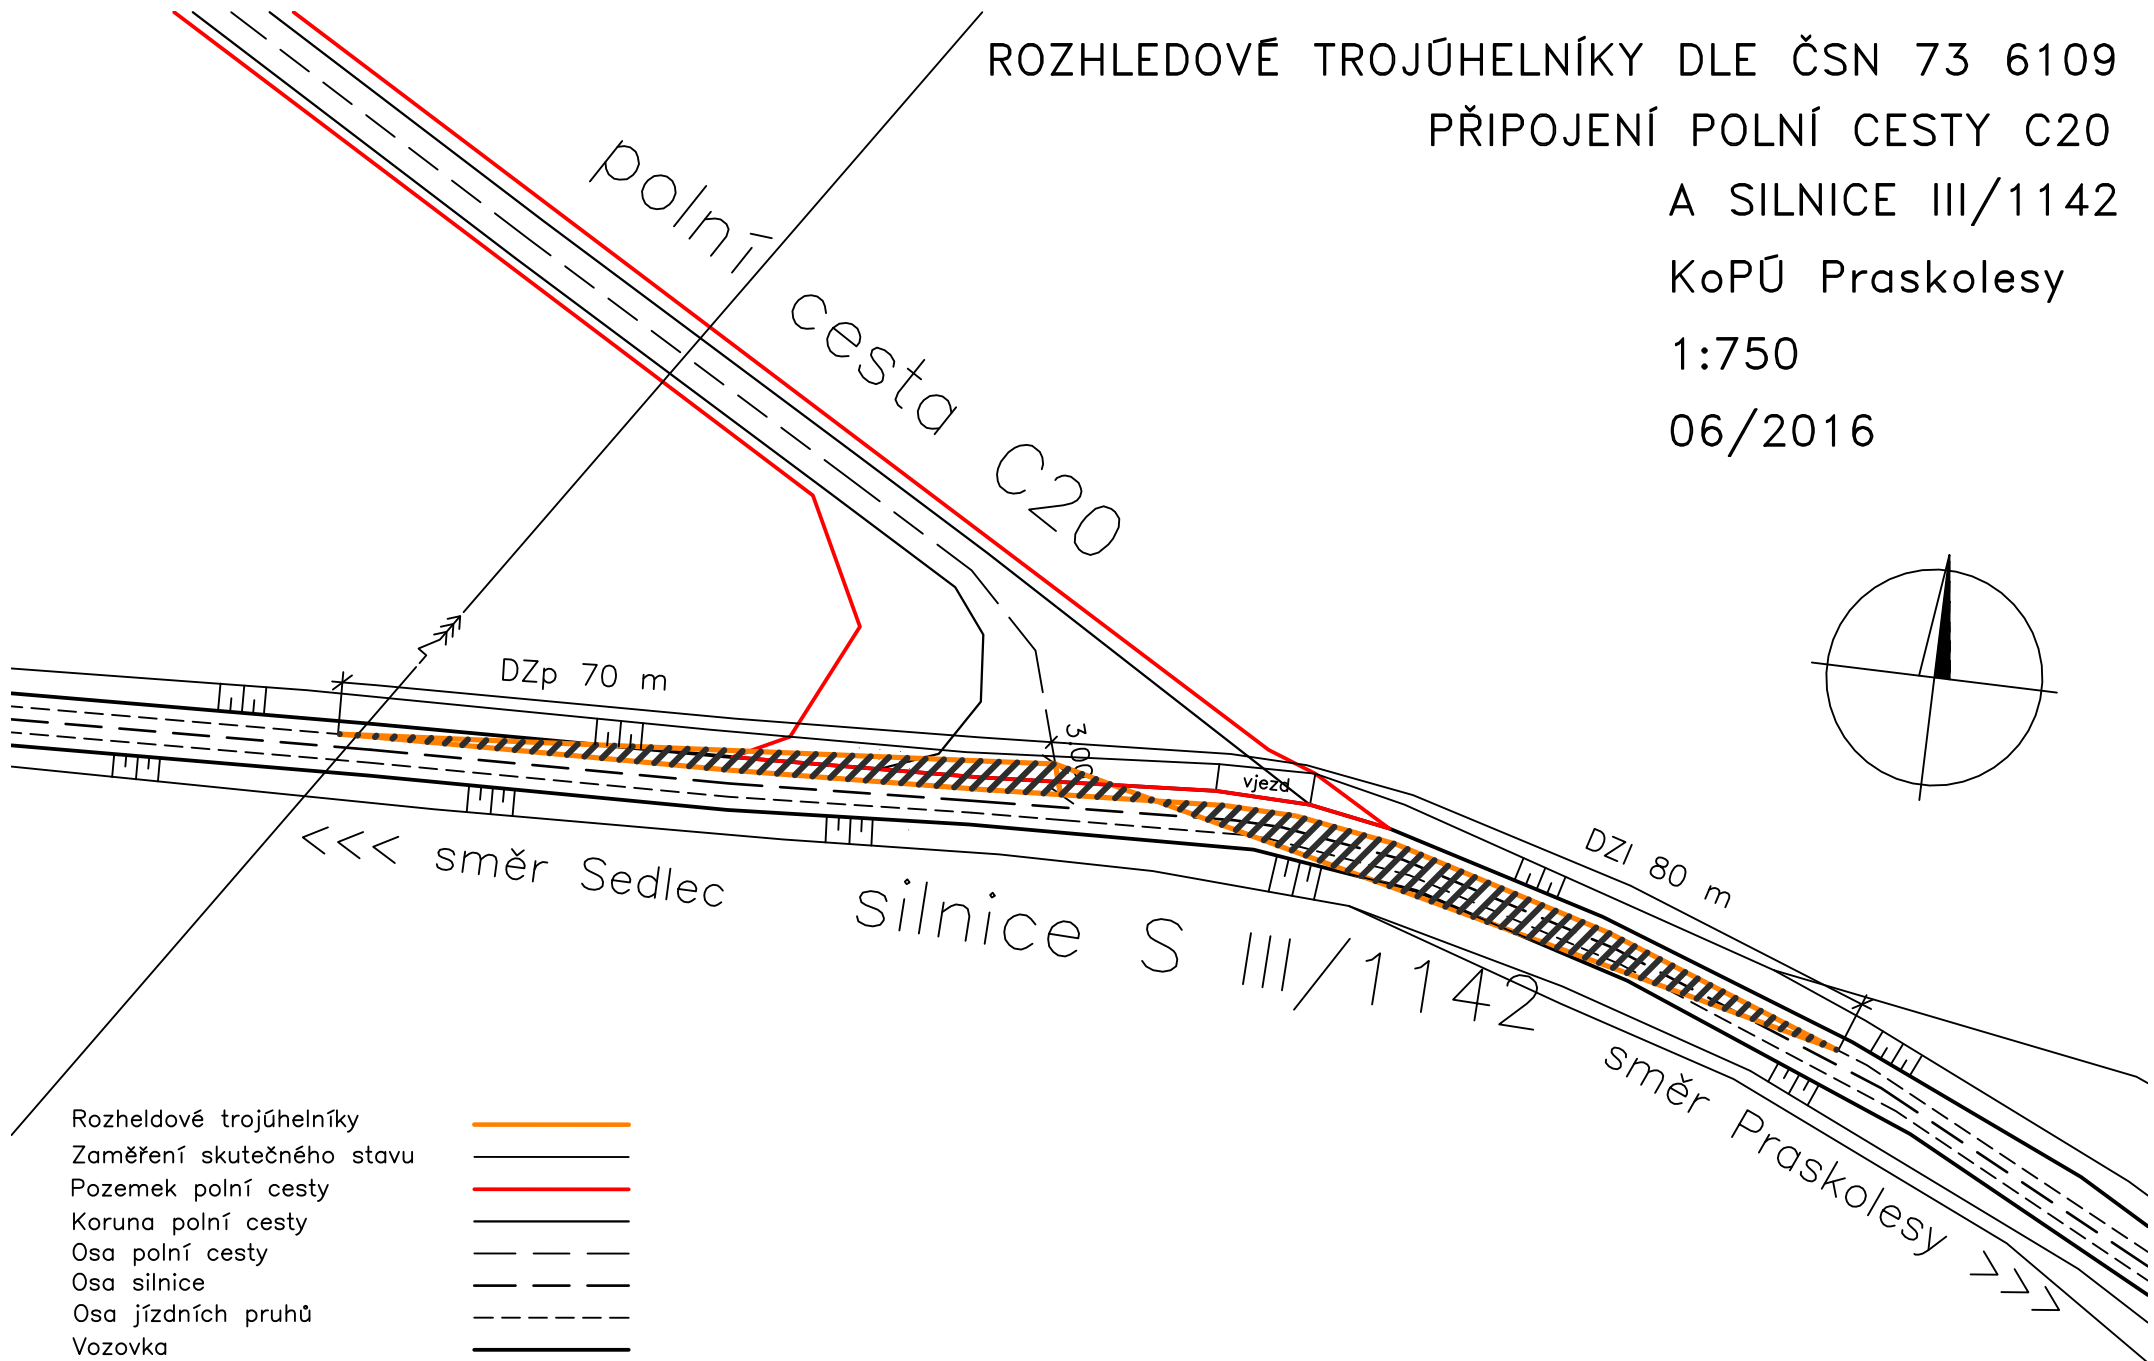 ROZHLEDOVÉ TROJÚHELNÍKY DLE ČSN 73 6109
PŘIPOJENÍ POLNÍ CESTY C20
A SILNICE III/1142
KoPÚ Praskolesy
1:750
06/2016
polní cesta C20
DZp 70 m
3.00
vjezd
DZl 80 m
<<< směr Sedlec
silnice S III/1142
směr Praskolesy >>>
Rozheldové trojúhelníky
Zaměření skutečného stavu
Pozemek polní cesty
Koruna polní cesty
Osa polní cesty
Osa silnice
Osa jízdních pruhů
Vozovka